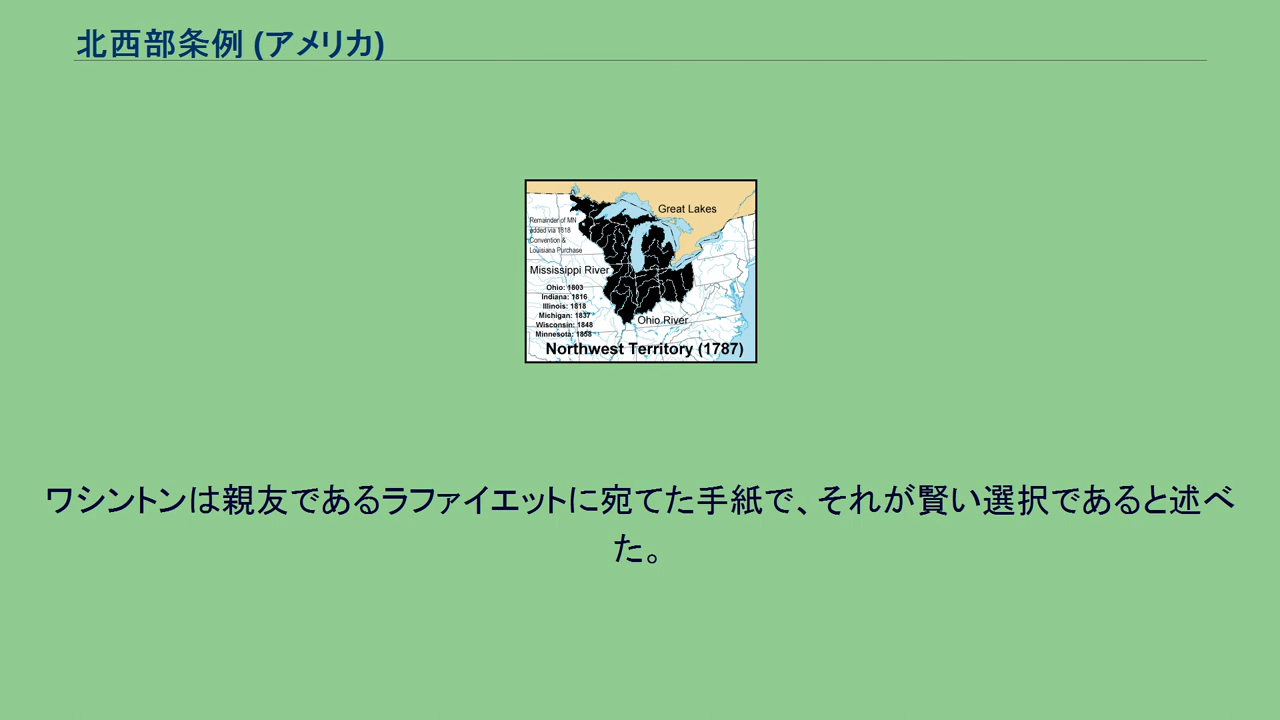 北西部条例 (アメリカ)
Great Lakes
Remainder of MN
added via 1818
Convention &
Louisiana Purchase
Mississippi River
Ohio: 1803
Indiana: 1816
Illinois: 1818
Michigan: 1837
Wisconsin: 1848
Minnesota: 1858
Ohio River
Northwest Territory (1787)
ワシントンは親友であるラファイエットに宛てた手紙で、それが賢い選択であると述べ
た。